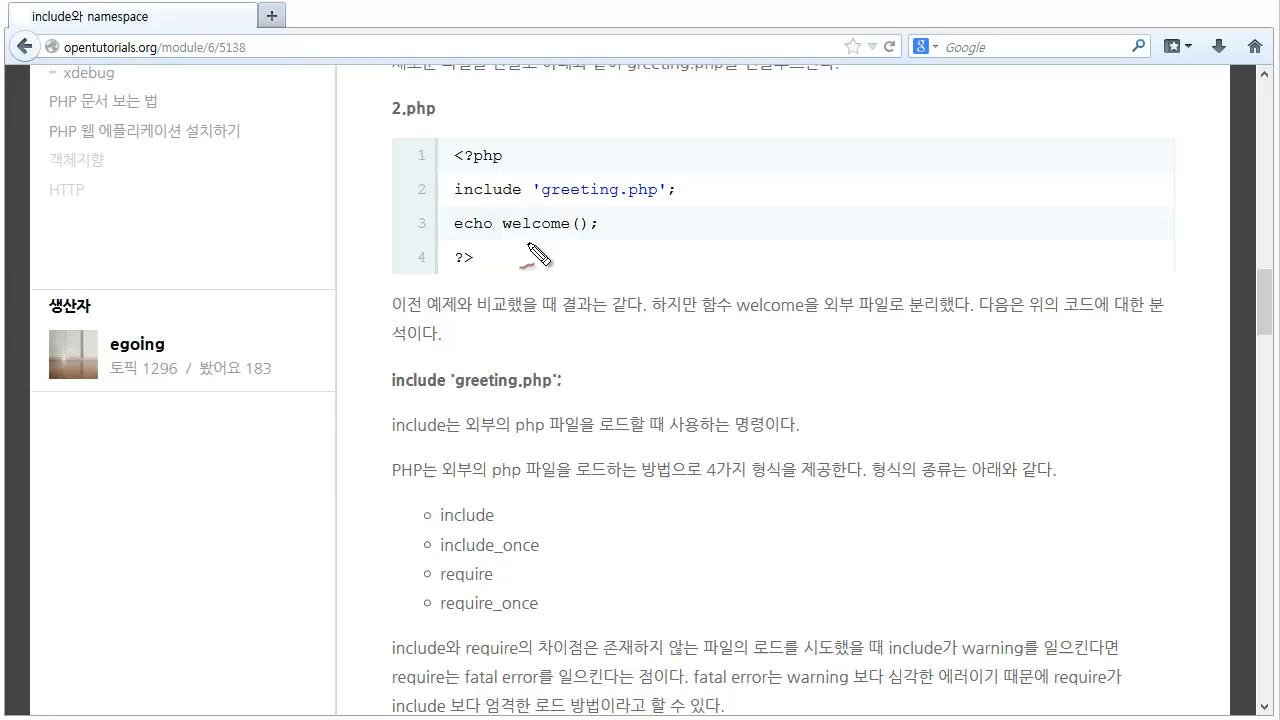 include와 namespace
opentutorials.org/module/6/5138
Google
xdebug
PHP 문서 보는 법
PHP 웹 에플리케이션 설치하기
객체지향
HTTP
생산자
egoing
토픽 1296 / 봤어요 183
2.php
1 <?php
2 include 'greeting.php';
3 echo welcome();
4 ?>
이전 예제와 비교했을 때 결과는 같다. 하지만 함수 welcome을 외부 파일로 분리했다. 다음은 위의 코드에 대한 분
석이다.
include 'greeting.php';
include는 외부의 php 파일을 로드할 때 사용하는 명령이다.
PHP는 외부의 php 파일을 로드하는 방법으로 4가지 형식을 제공한다. 형식의 종류는 아래와 같다.
include
include_once
require
require_once
include와 require의 차이점은 존재하지 않는 파일의 로드를 시도했을 때 include가 warning를 일으킨다면
require는 fatal error를 일으킨다는 점이다. fatal error는 warning 보다 심각한 에러이기 때문에 require가
include 보다 엄격한 로드 방법이라고 할 수 있다.